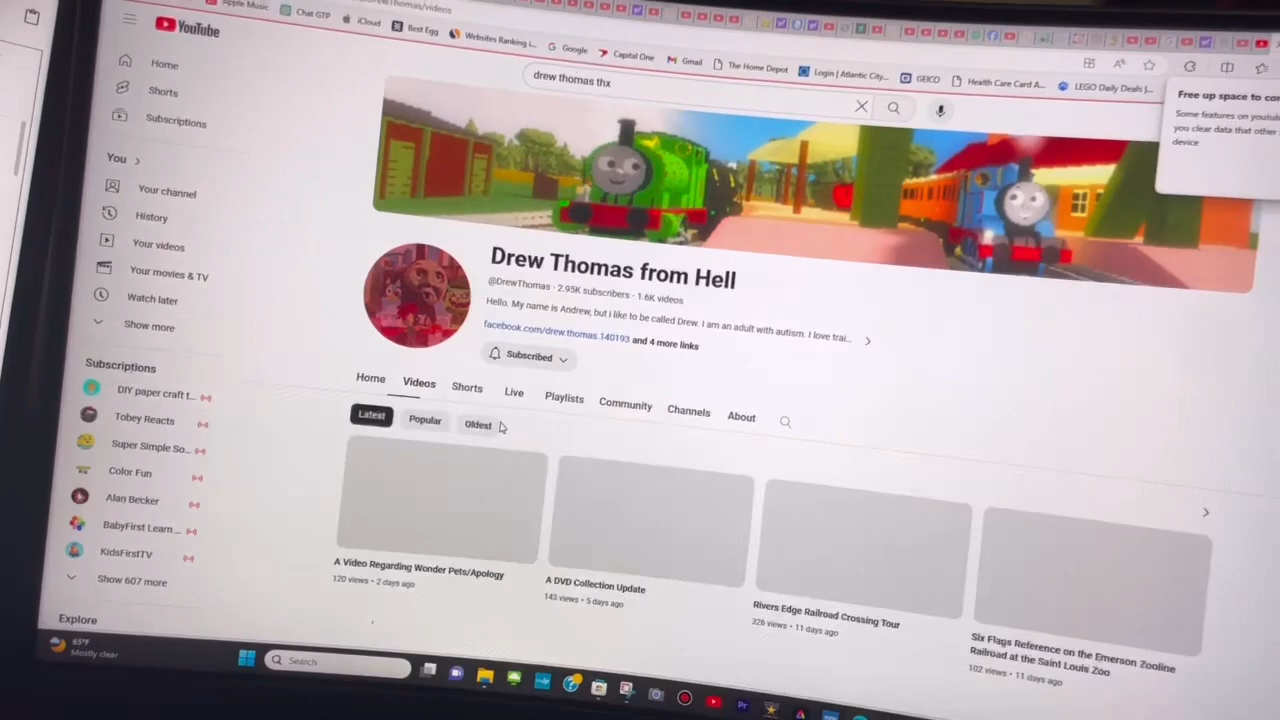 Apple Music
Chat GTP
iCloud
Best Egg
Websites Ranking i...
Google
Capital One
Gmail
The Home Depot
Login | Atlantic City...
GEICO
Health Care Card A...
LEGO Daily Deals |...
YouTube
drew thomas thx
Free up space to
Some features on
you clear data that other
device
Home
Shorts
Subscriptions
You
Your channel
History
Your videos
Your movies & TV
Watch later
Show more
Subscriptions
DIY paper craft t...
Tobey Reacts
Super Simple So...
Color Fun
Alan Becker
BabyFirst Learn ...
KidsFirstTV
Show 607 more
Explore
Drew Thomas from Hell
@DrewThomas · 2.95K subscribers · 1.6K videos
Hello. My name is Andrew, but i like to be called Drew. I am an adult with autism. I love trai...
facebook.com/drew.thomas.140193 and 4 more links
Subscribed
Home Videos Shorts Live Playlists Community Channels About
Latest Popular Oldest
A Video Regarding Wonder Pets/Apology
120 views • 2 days ago
A DVD Collection Update
143 views • 5 days ago
Rivers Edge Railroad Crossing Tour
326 views • 11 days ago
Six Flags Reference on the Emerson Zooline
Railroad at the Saint Louis Zoo
102 views • 11 days ago
65°F
Mostly clear
Search
Pr